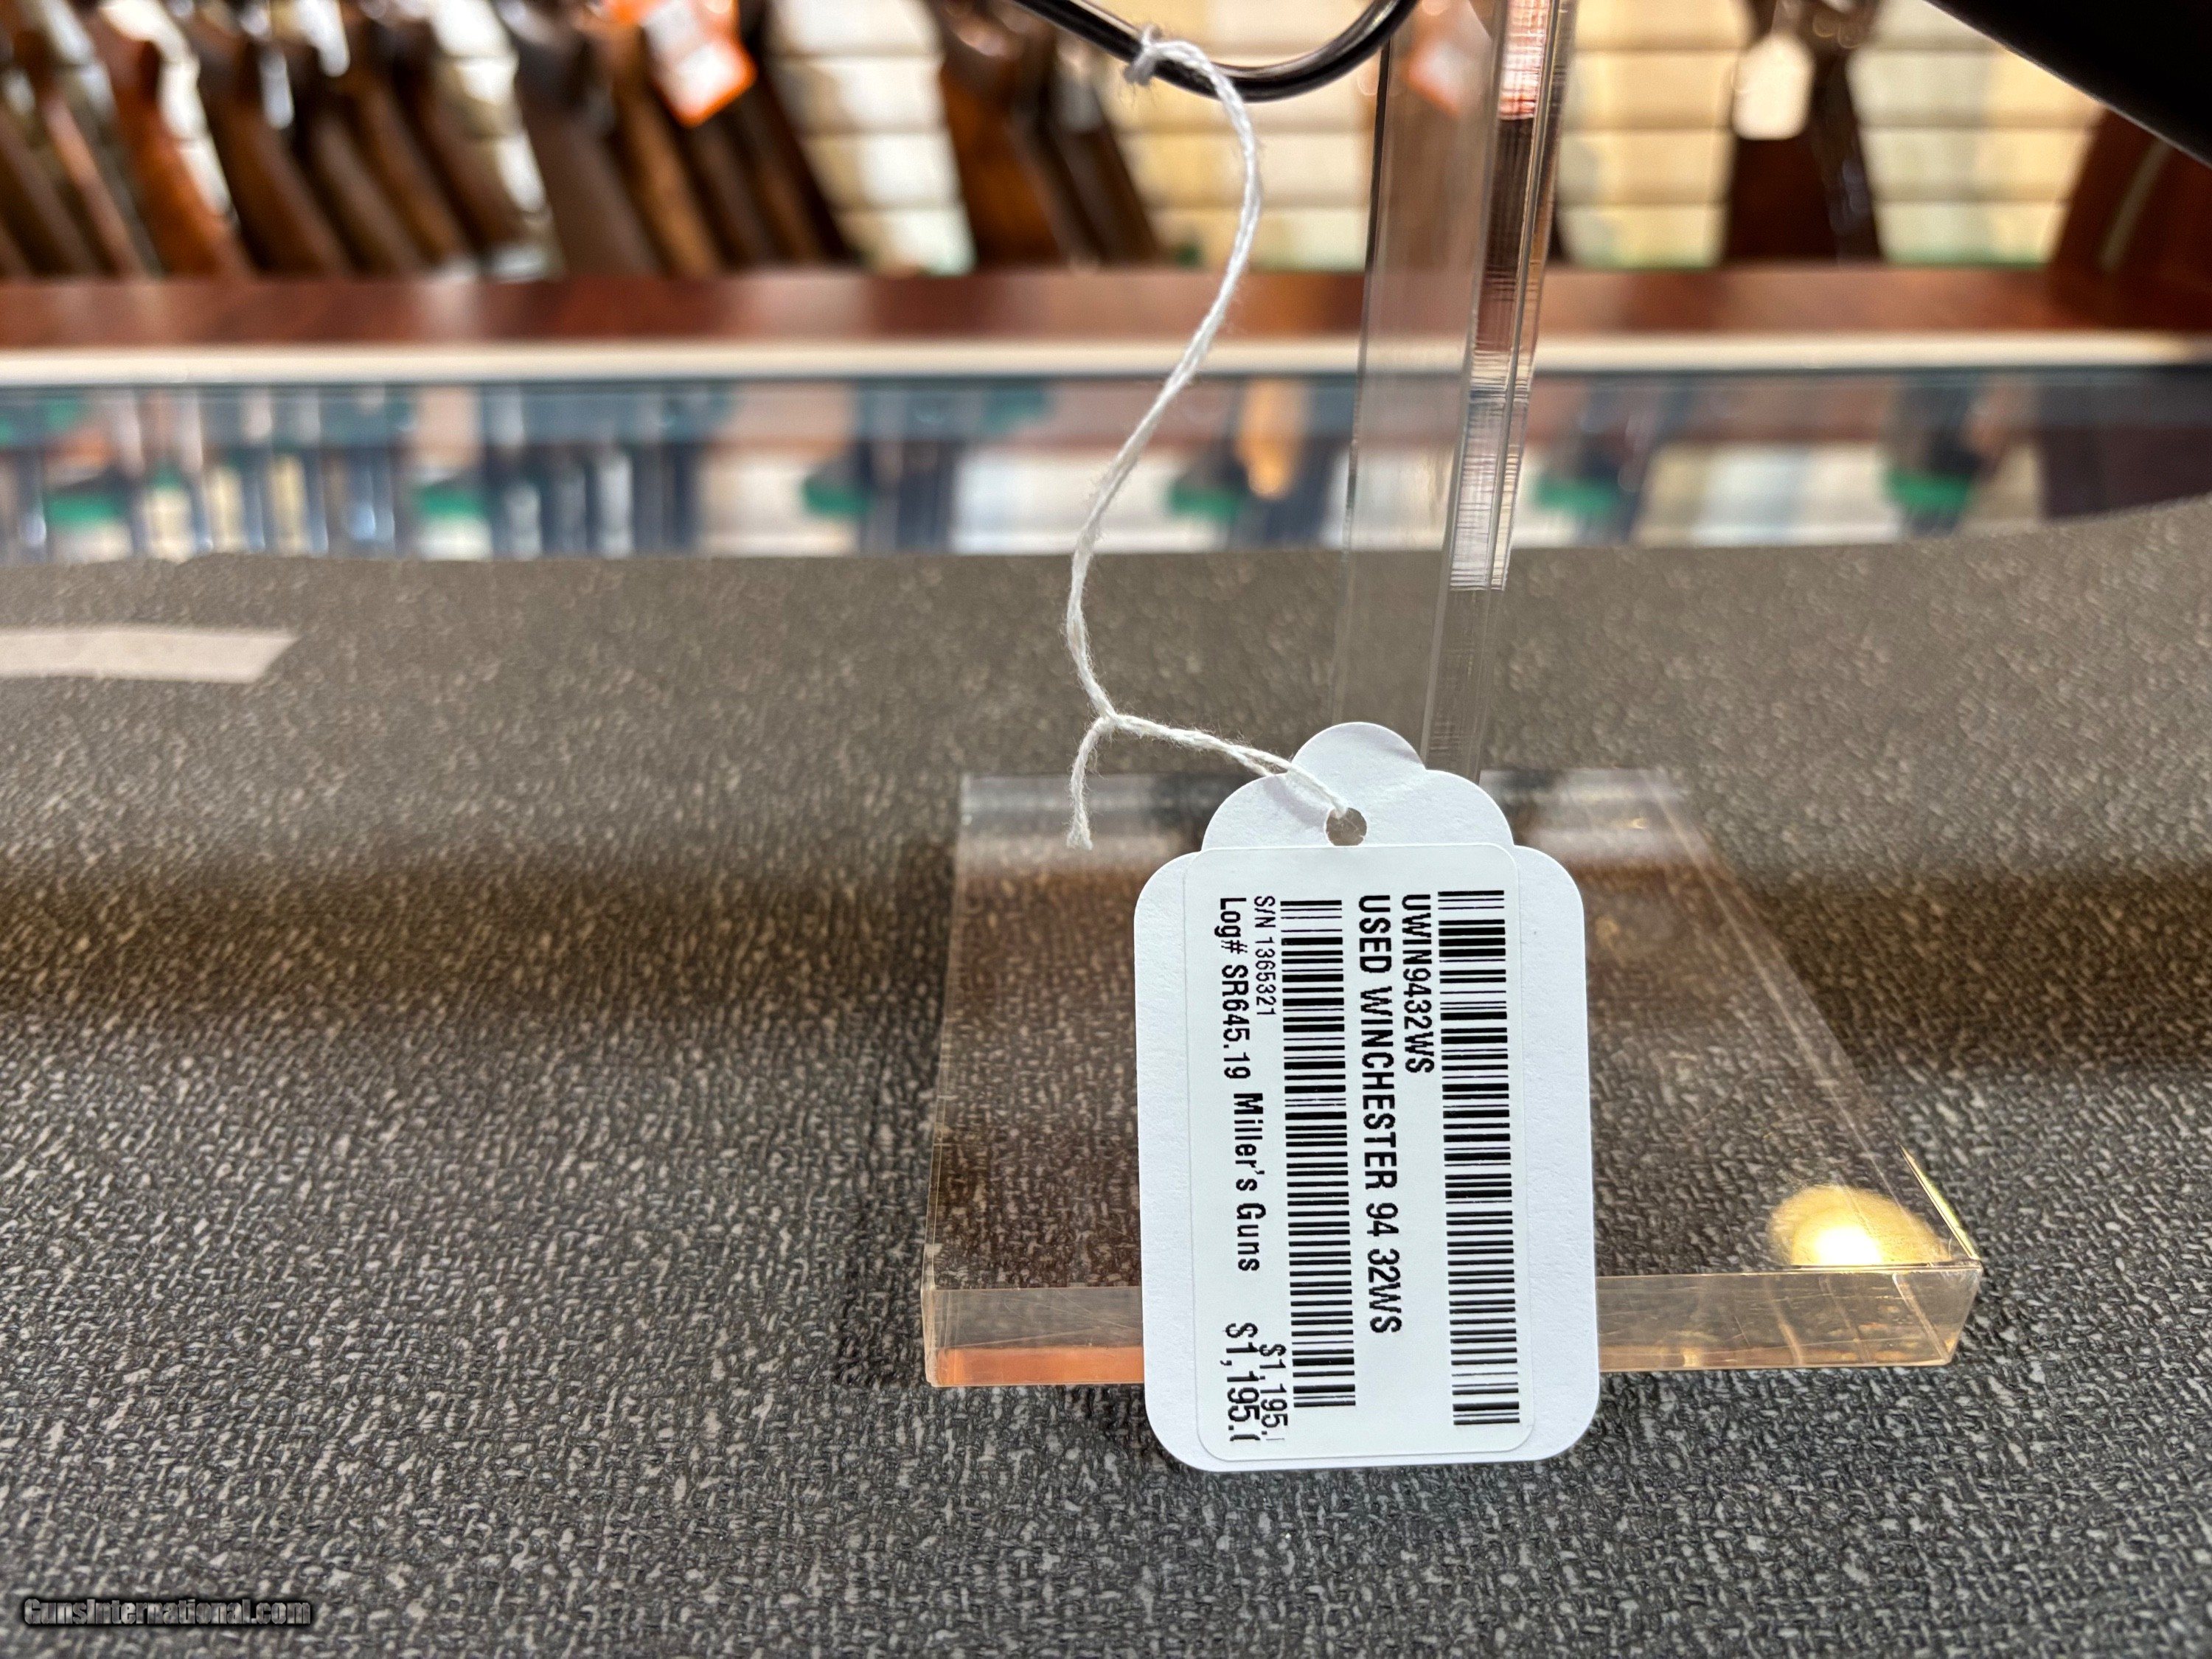 UWIN9432WS
USED WINCHESTER 94 32WS
S/N 1365321 $1,195.(
Log# SR645.19 Miller's Guns $1,195.(
GunsInternational.com